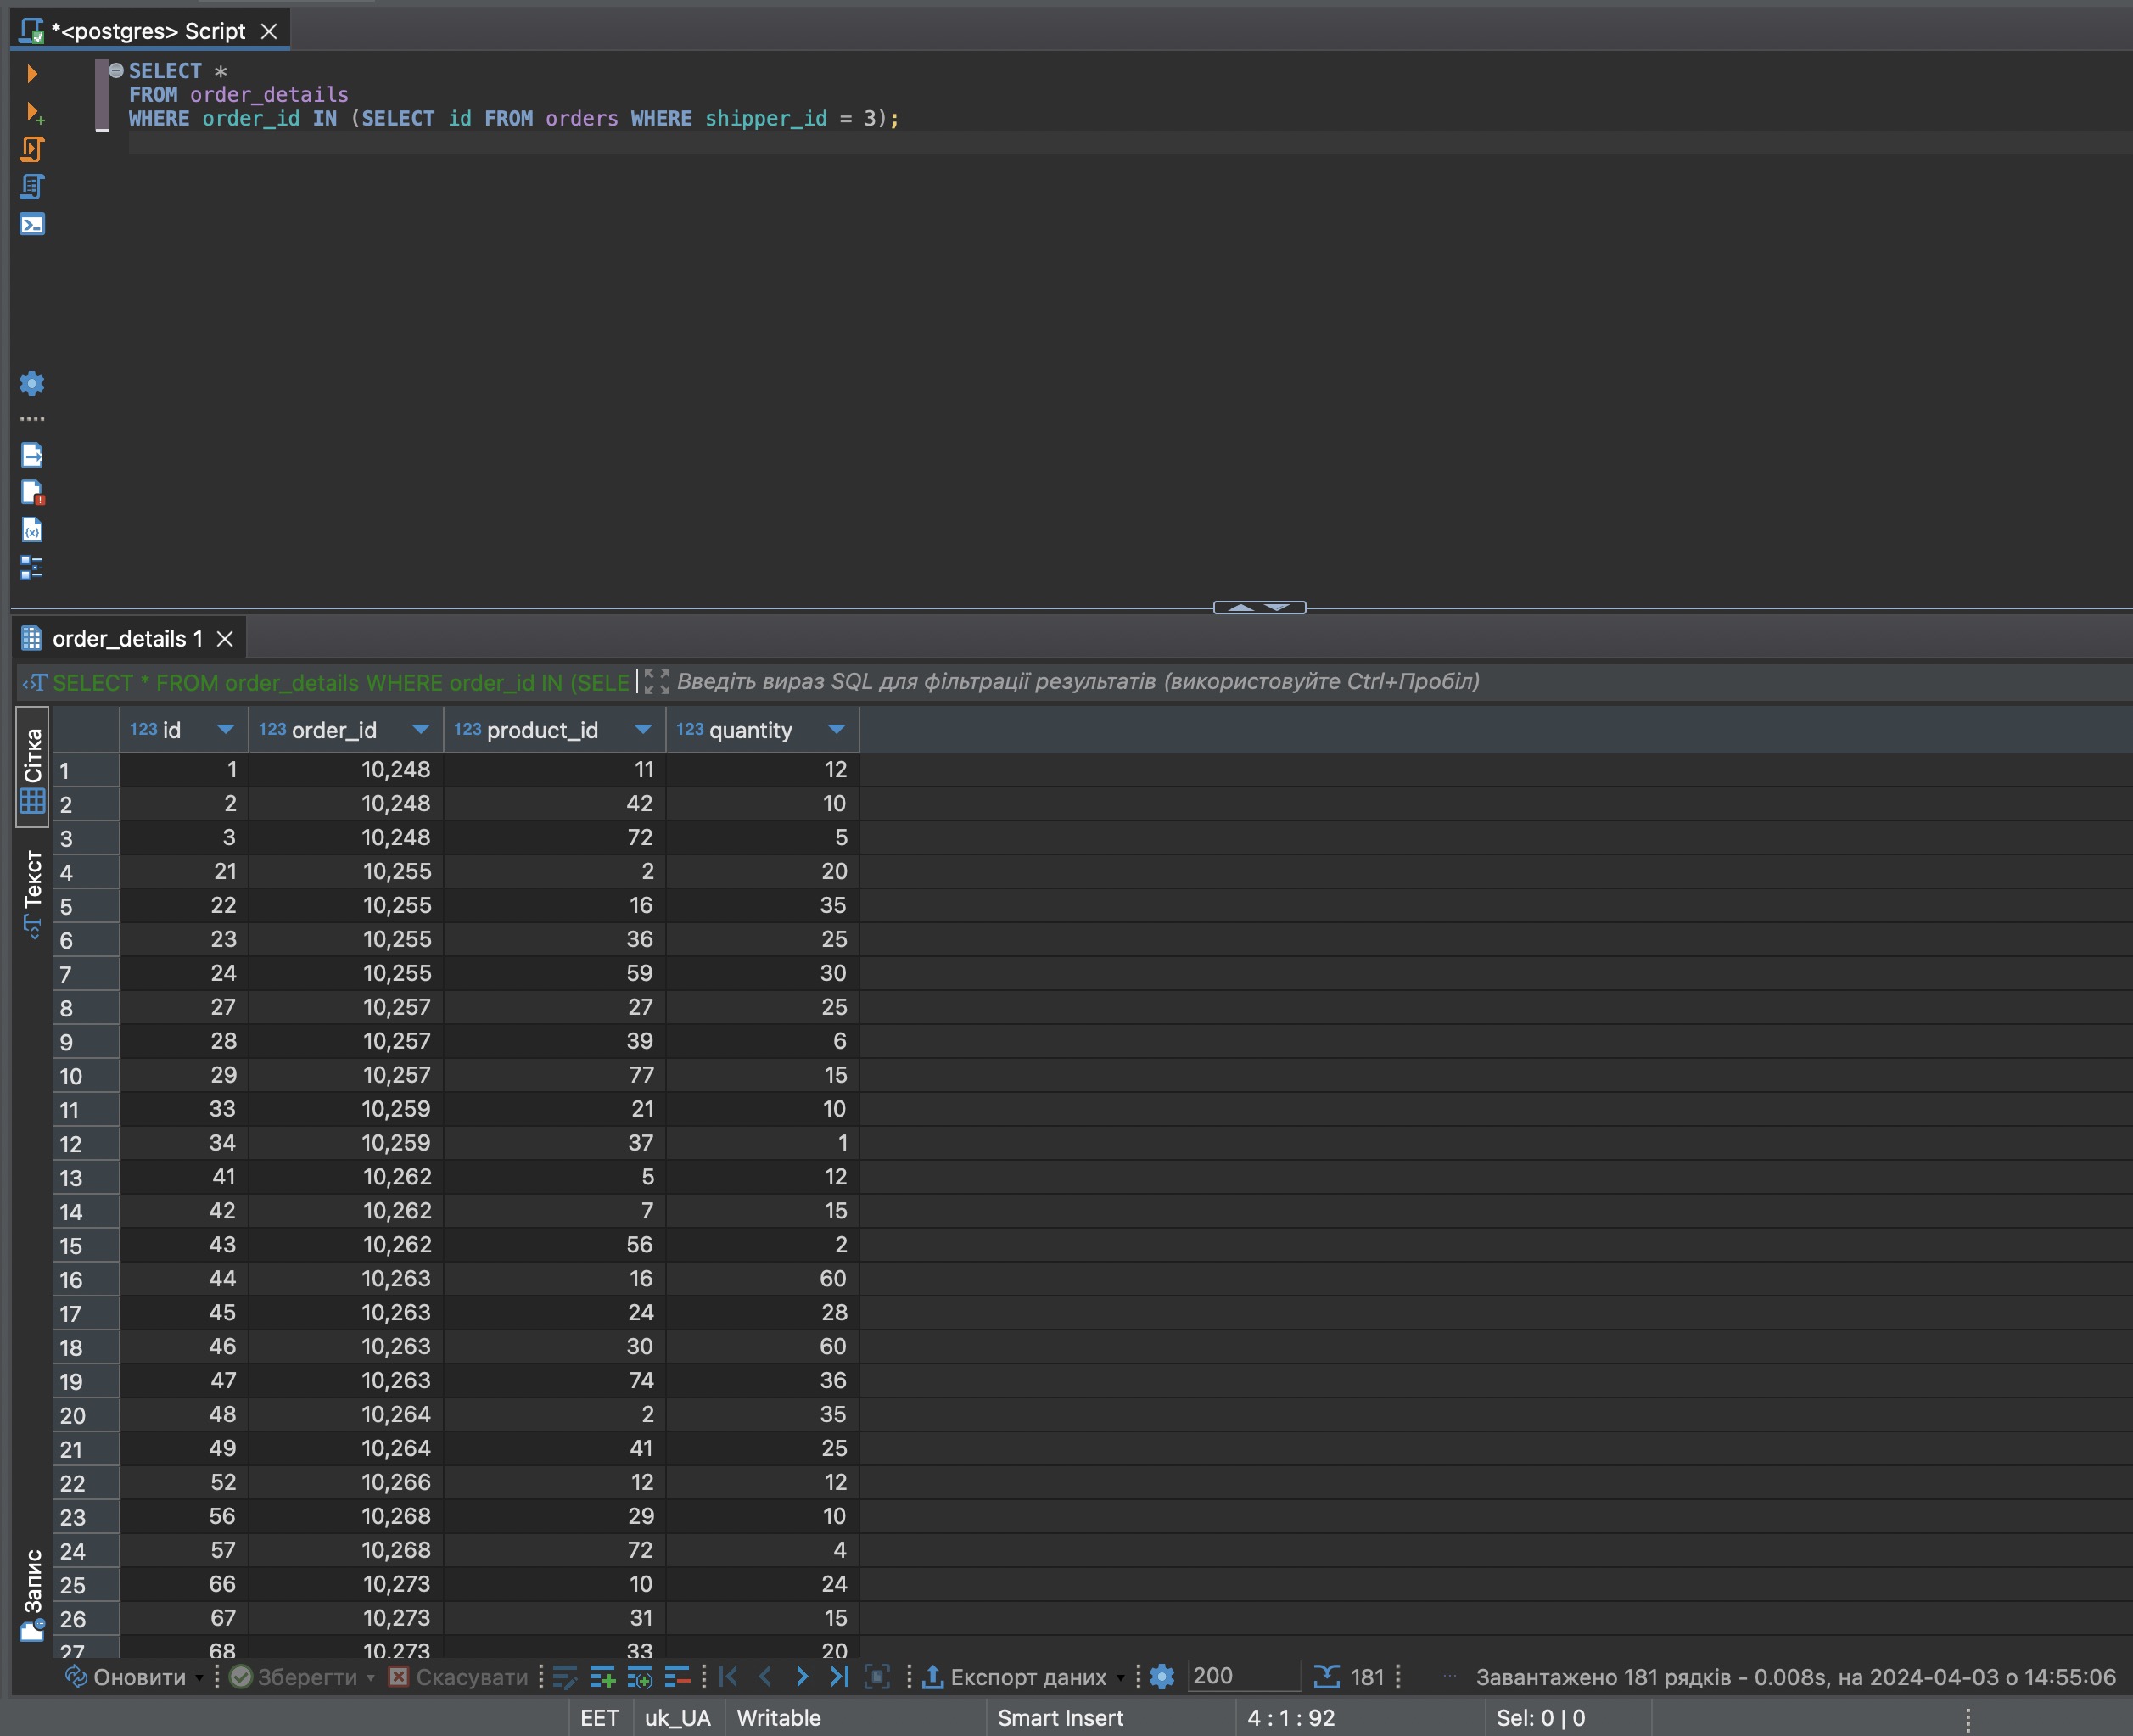 *<postgres> Script
SELECT *
FROM order_details
WHERE order_id IN (SELECT id FROM orders WHERE shipper_id = 3);
order_details 1
SELECT * FROM order_details WHERE order_id IN (SELE
Введіть вираз SQL для фільтрації результатів (використовуйте Ctrl+Пробіл)
Сітка
Текст
Запис
123 id 123 order_id 123 product_id 123 quantity
1 1 10,248 11 12
2 2 10,248 42 10
3 3 10,248 72 5
4 21 10,255 2 20
5 22 10,255 16 35
6 23 10,255 36 25
7 24 10,255 59 30
8 27 10,257 27 25
9 28 10,257 39 6
10 29 10,257 77 15
11 33 10,259 21 10
12 34 10,259 37 1
13 41 10,262 5 12
14 42 10,262 7 15
15 43 10,262 56 2
16 44 10,263 16 60
17 45 10,263 24 28
18 46 10,263 30 60
19 47 10,263 74 36
20 48 10,264 2 35
21 49 10,264 41 25
22 52 10,266 12 12
23 56 10,268 29 10
24 57 10,268 72 4
25 66 10,273 10 24
26 67 10,273 31 15
27 68 10,273 33 20
Оновити Зберегти Скасувати Експорт даних 200 181 Завантажено 181 рядків - 0.008s, на 2024-04-03 о 14:55:06
EET uk_UA Writable Smart Insert 4 : 1 : 92 Sel: 0 | 0